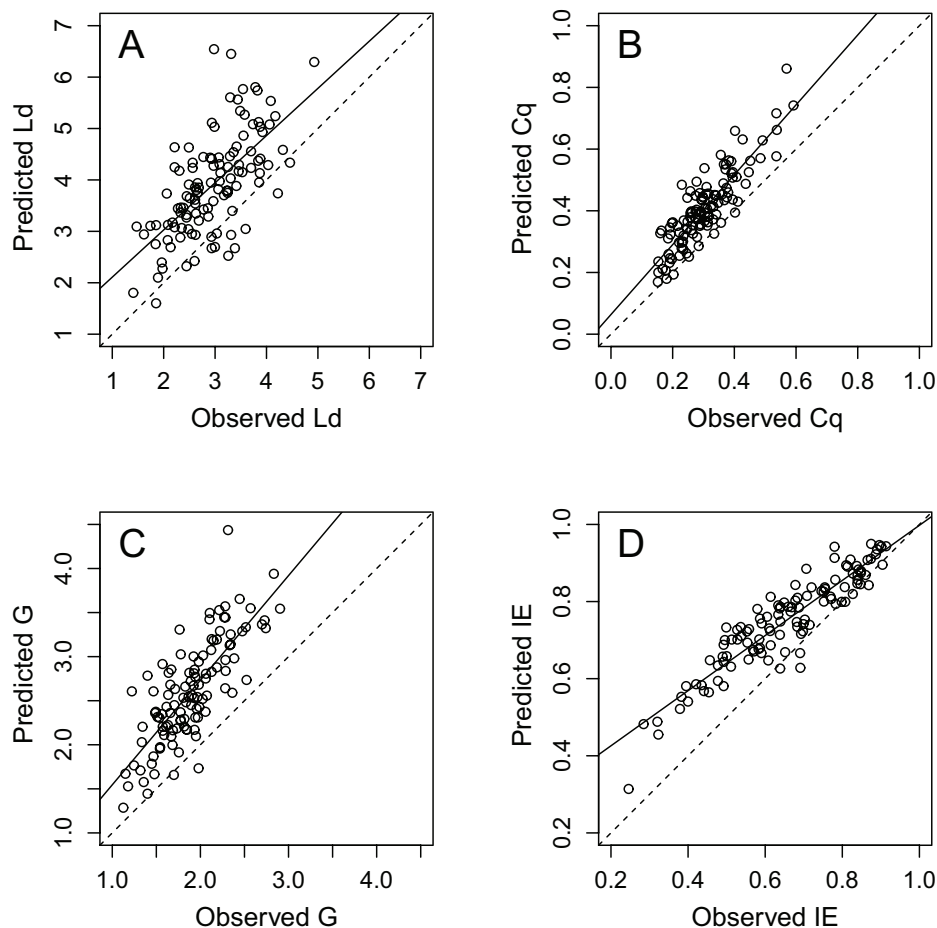 A
Predicted Ld
7
6
5
4
3
2
1
1 2 3 4 5 6 7
Observed Ld
B
Predicted Cq
1.0
0.8
0.6
0.4
0.2
0.0
0.0 0.2 0.4 0.6 0.8 1.0
Observed Cq
C
Predicted G
4.0
3.0
2.0
1.0
1.0 2.0 3.0 4.0
Observed G
D
Predicted IE
1.0
0.8
0.6
0.4
0.2
0.2 0.4 0.6 0.8 1.0
Observed IE